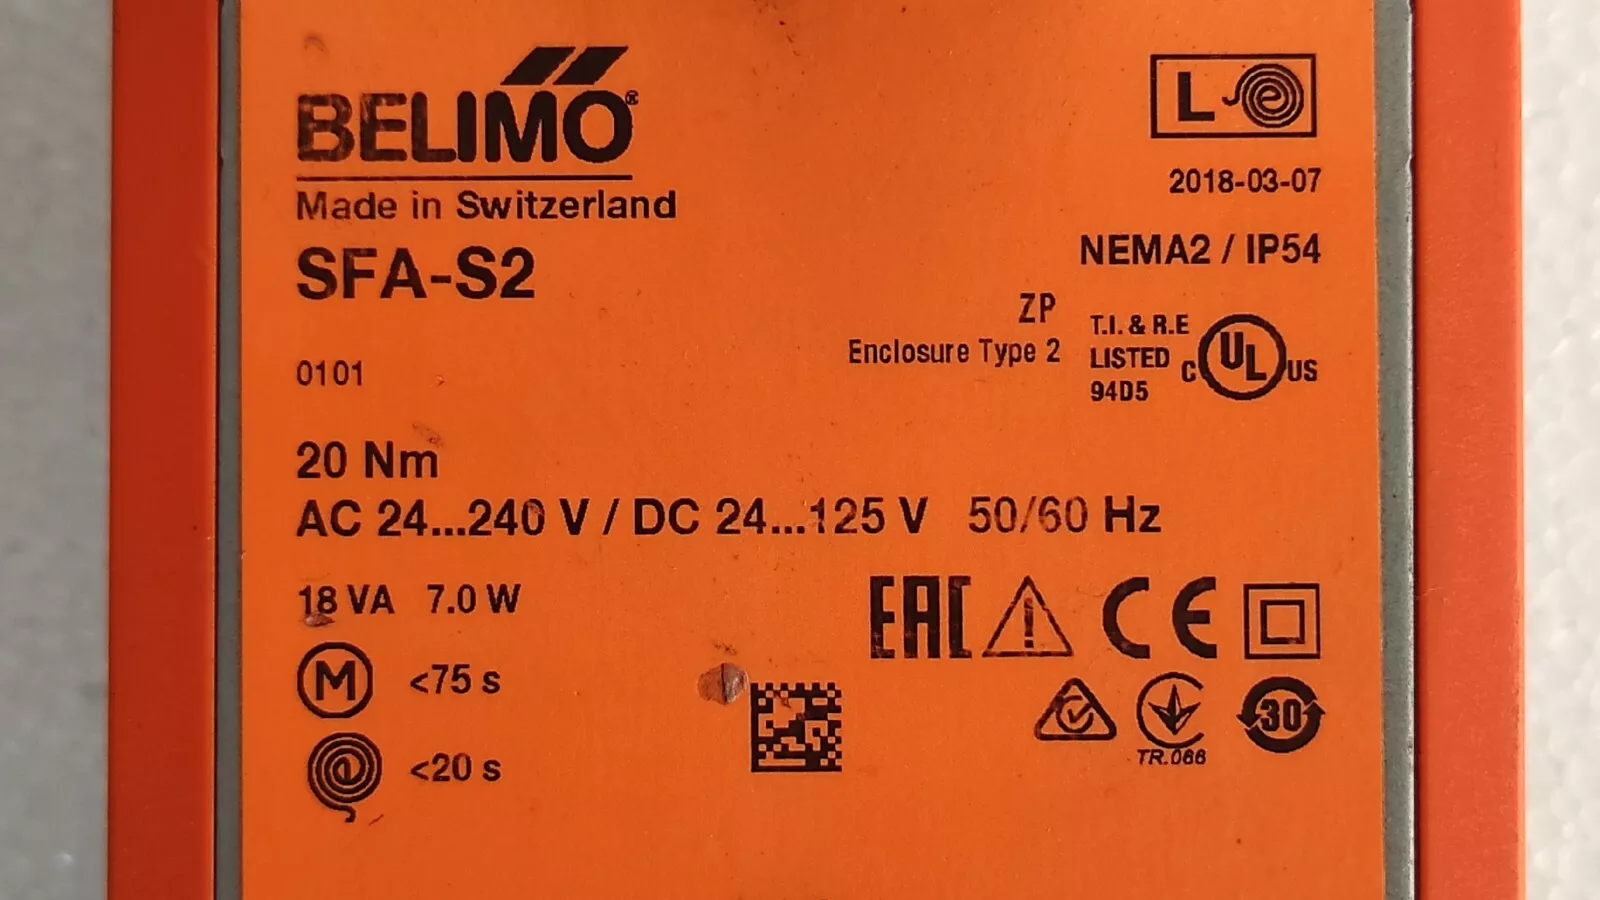 BELIMO®
Made in Switzerland
SFA-S2
0101
L e
2018-03-07
NEMA2 / IP54
ZP
Enclosure Type 2
T.I. & R.E
LISTED
94D5
C UL US
20 Nm
AC 24...240 V / DC 24...125 V 50/60 Hz
18 VA 7.0 W
M <75 s
e <20 s
EAC CE
30
TR.066